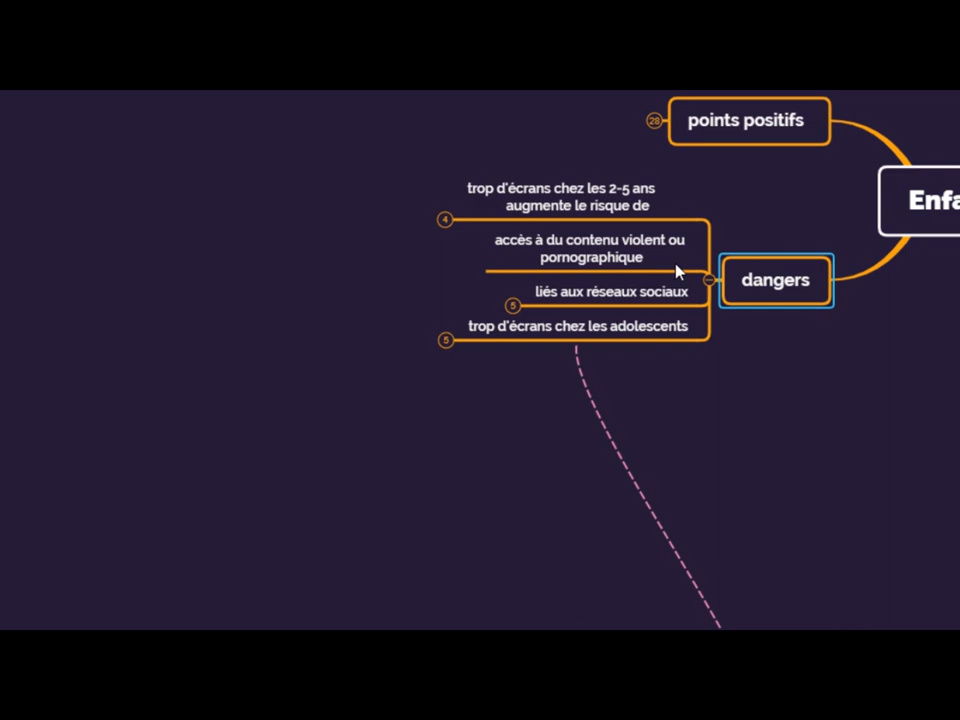 28
points positifs
Enfa
trop d'écrans chez les 2-5 ans
augmente le risque de
4
accès à du contenu violent ou
pornographique
dangers
liés aux réseaux sociaux
5
trop d'écrans chez les adolescents
5